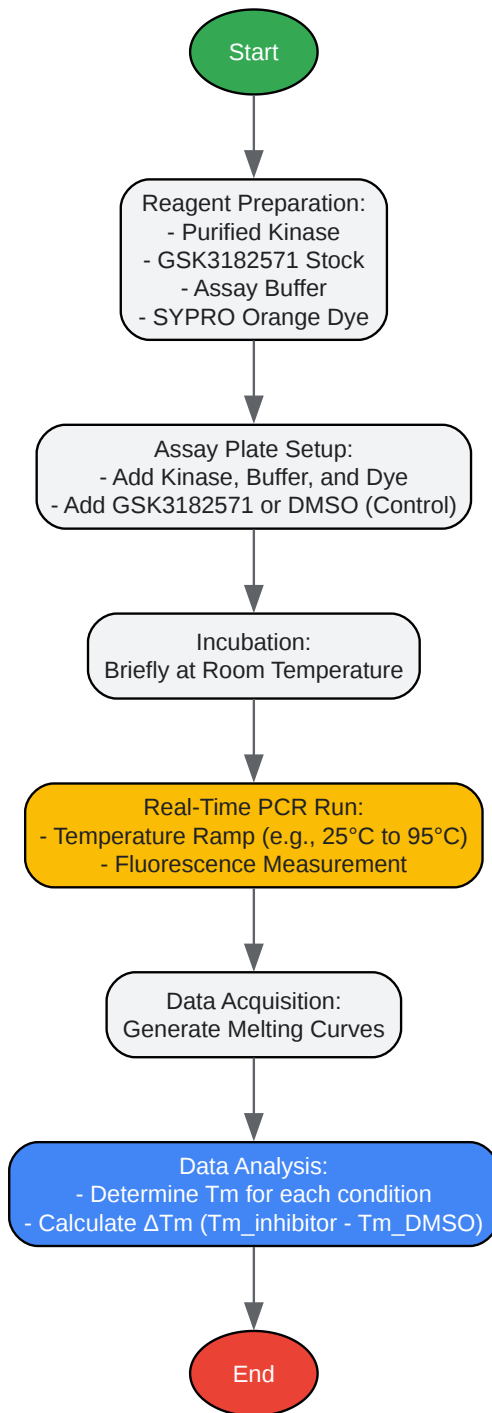 Start
Reagent Preparation:
- Purified Kinase
- GSK3182571 Stock
- Assay Buffer
- SYPRO Orange Dye
Assay Plate Setup:
- Add Kinase, Buffer, and Dye
- Add GSK3182571 or DMSO (Control)
Incubation:
Briefly at Room Temperature
Real-Time PCR Run:
- Temperature Ramp (e.g., 25°C to 95°C)
- Fluorescence Measurement
Data Acquisition:
Generate Melting Curves
Data Analysis:
- Determine Tm for each condition
- Calculate ΔTm (Tm_inhibitor - Tm_DMSO)
End